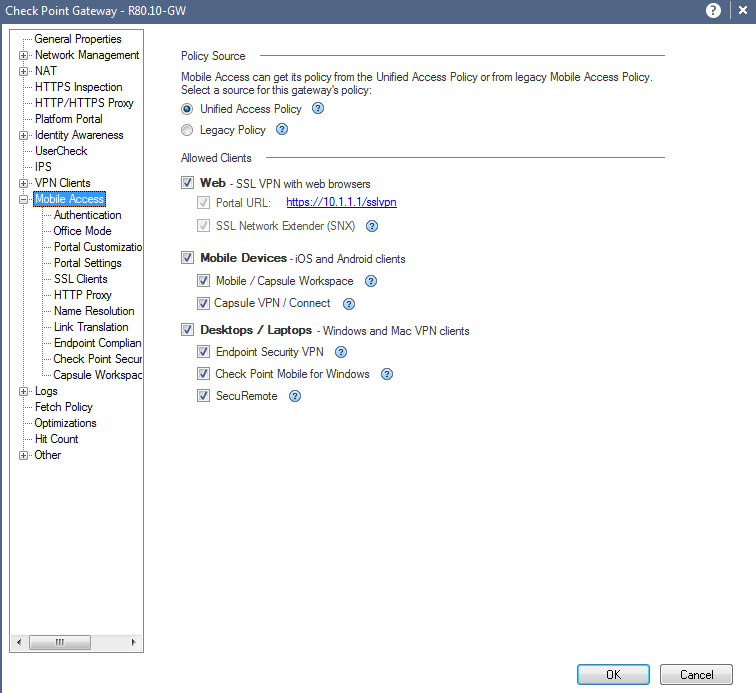 Check Point Gateway - R80.10-GW
General Properties
Network Management
NAT
HTTPS Inspection
HTTP/HTTPS Proxy
Platform Portal
Identity Awareness
UserCheck
IPS
VPN Clients
Mobile Access
Authentication
Office Mode
Portal Customizatio
Portal Settings
SSL Clients
HTTP Proxy
Name Resolution
Link Translation
Endpoint Complian
Check Point Secur
Capsule Workspac
Logs
Fetch Policy
Optimizations
Hit Count
Other
Policy Source
Mobile Access can get its policy from the Unified Access Policy or from legacy Mobile Access Policy.
Select a source for this gateway's policy:
Unified Access Policy
Legacy Policy
Allowed Clients
Web - SSL VPN with web browsers
Portal URL: https://10.1.1.1/sslvpn
SSL Network Extender (SNX)
Mobile Devices - iOS and Android clients
Mobile / Capsule Workspace
Capsule VPN / Connect
Desktops / Laptops - Windows and Mac VPN clients
Endpoint Security VPN
Check Point Mobile for Windows
SecuRemote
OK Cancel